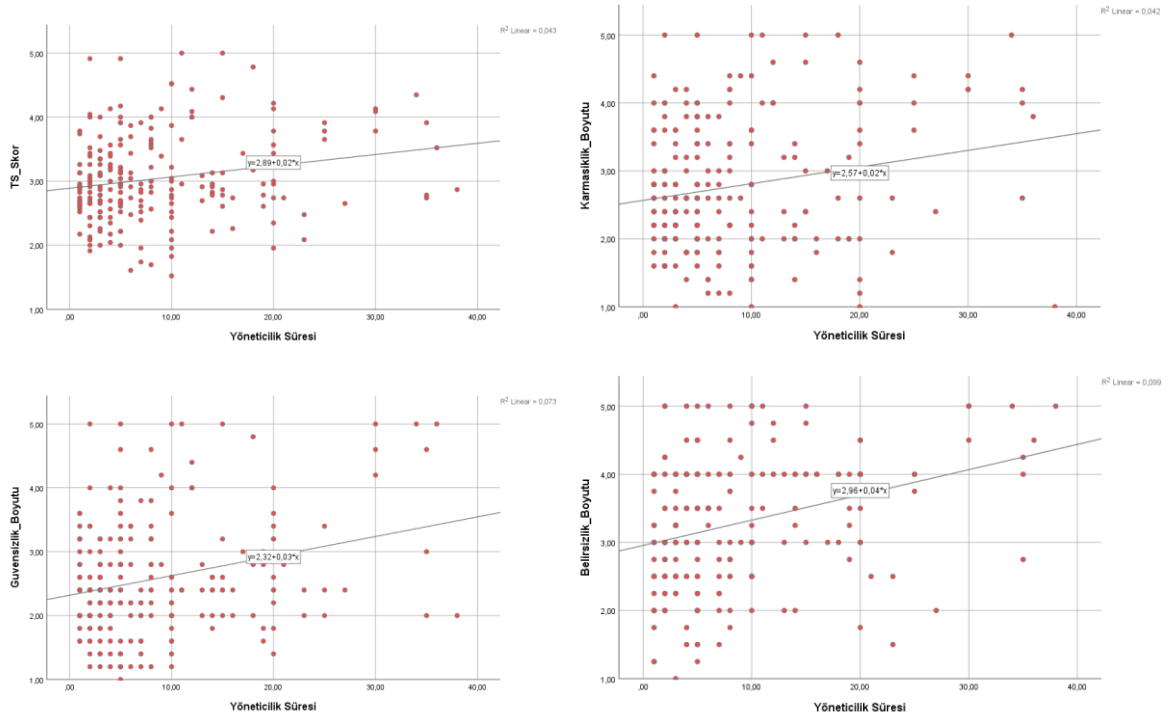 R² Linear = 0,043
5,00
4,00
3,00
2,00
1,00
TS_Skor
y=2,89+0,02*x
,00 10,00 20,00 30,00 40,00
Yöneticilik Süresi
R² Linear = 0,042
5,00
4,00
3,00
2,00
1,00
Karmasiklik_Boyutu
y=2,57+0,02*x
,00 10,00 20,00 30,00 40,00
Yöneticilik Süresi
R² Linear = 0,073
5,00
4,00
3,00
2,00
1,00
Guvensizlik_Boyutu
y=2,32+0,03*x
,00 10,00 20,00 30,00 40,00
Yöneticilik Süresi
R² Linear = 0,099
5,00
4,00
3,00
2,00
1,00
Belirsizlik_Boyutu
y=2,96+0,04*x
,00 10,00 20,00 30,00 40,00
Yöneticilik Süresi